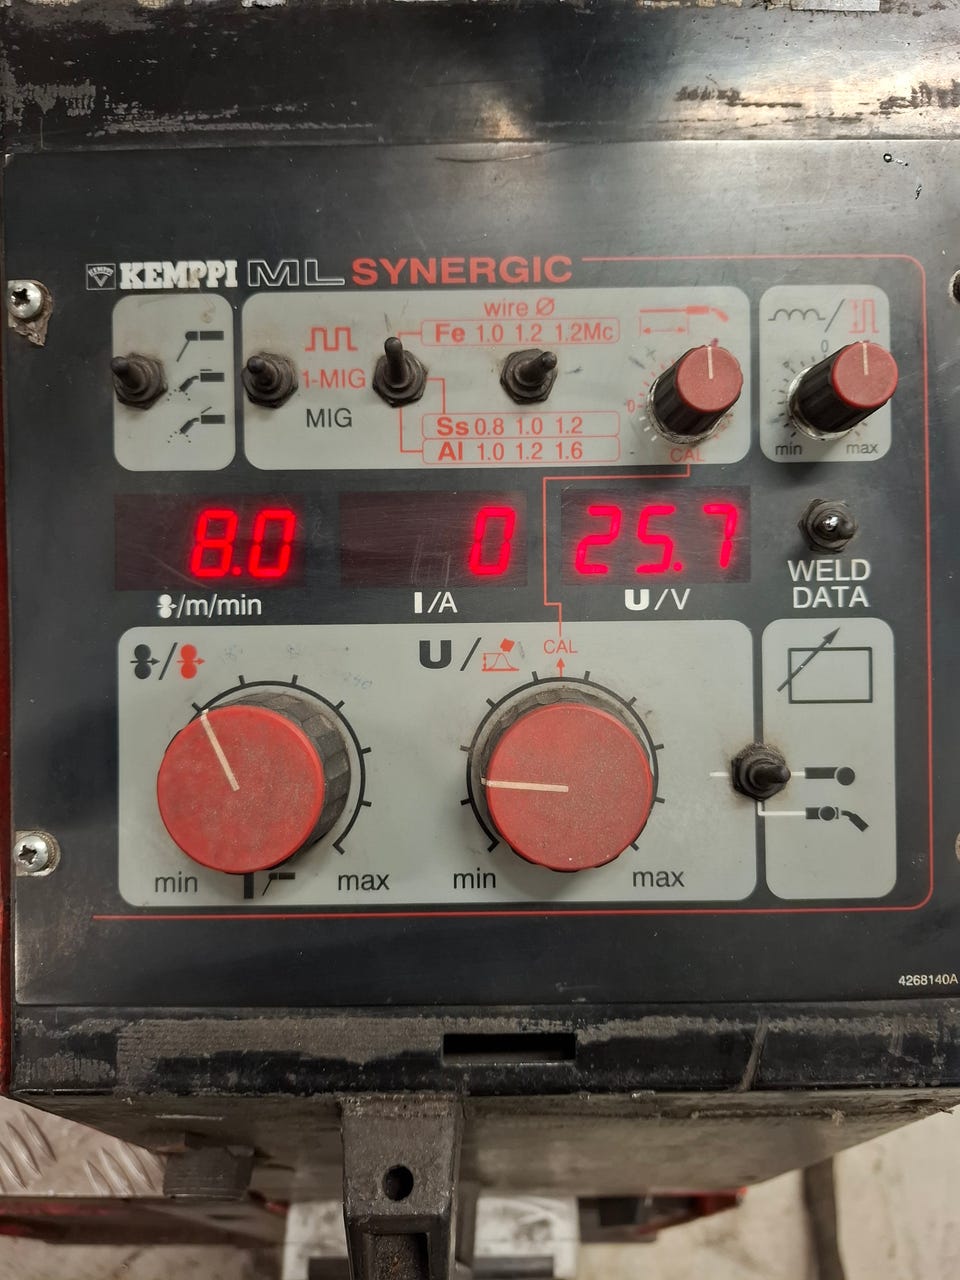 KEMPPI ML SYNERGIC
wire Ø
Fe 1.0 1.2 1.2Mc
1-MIG
MIG
Ss 0.8 1.0 1.2
Al 1.0 1.2 1.6
0
CAL
0
min max
8.0 0 25.7
/m/min I/A U/V
WELD
DATA
U/
CAL
min max
min max
4268140A